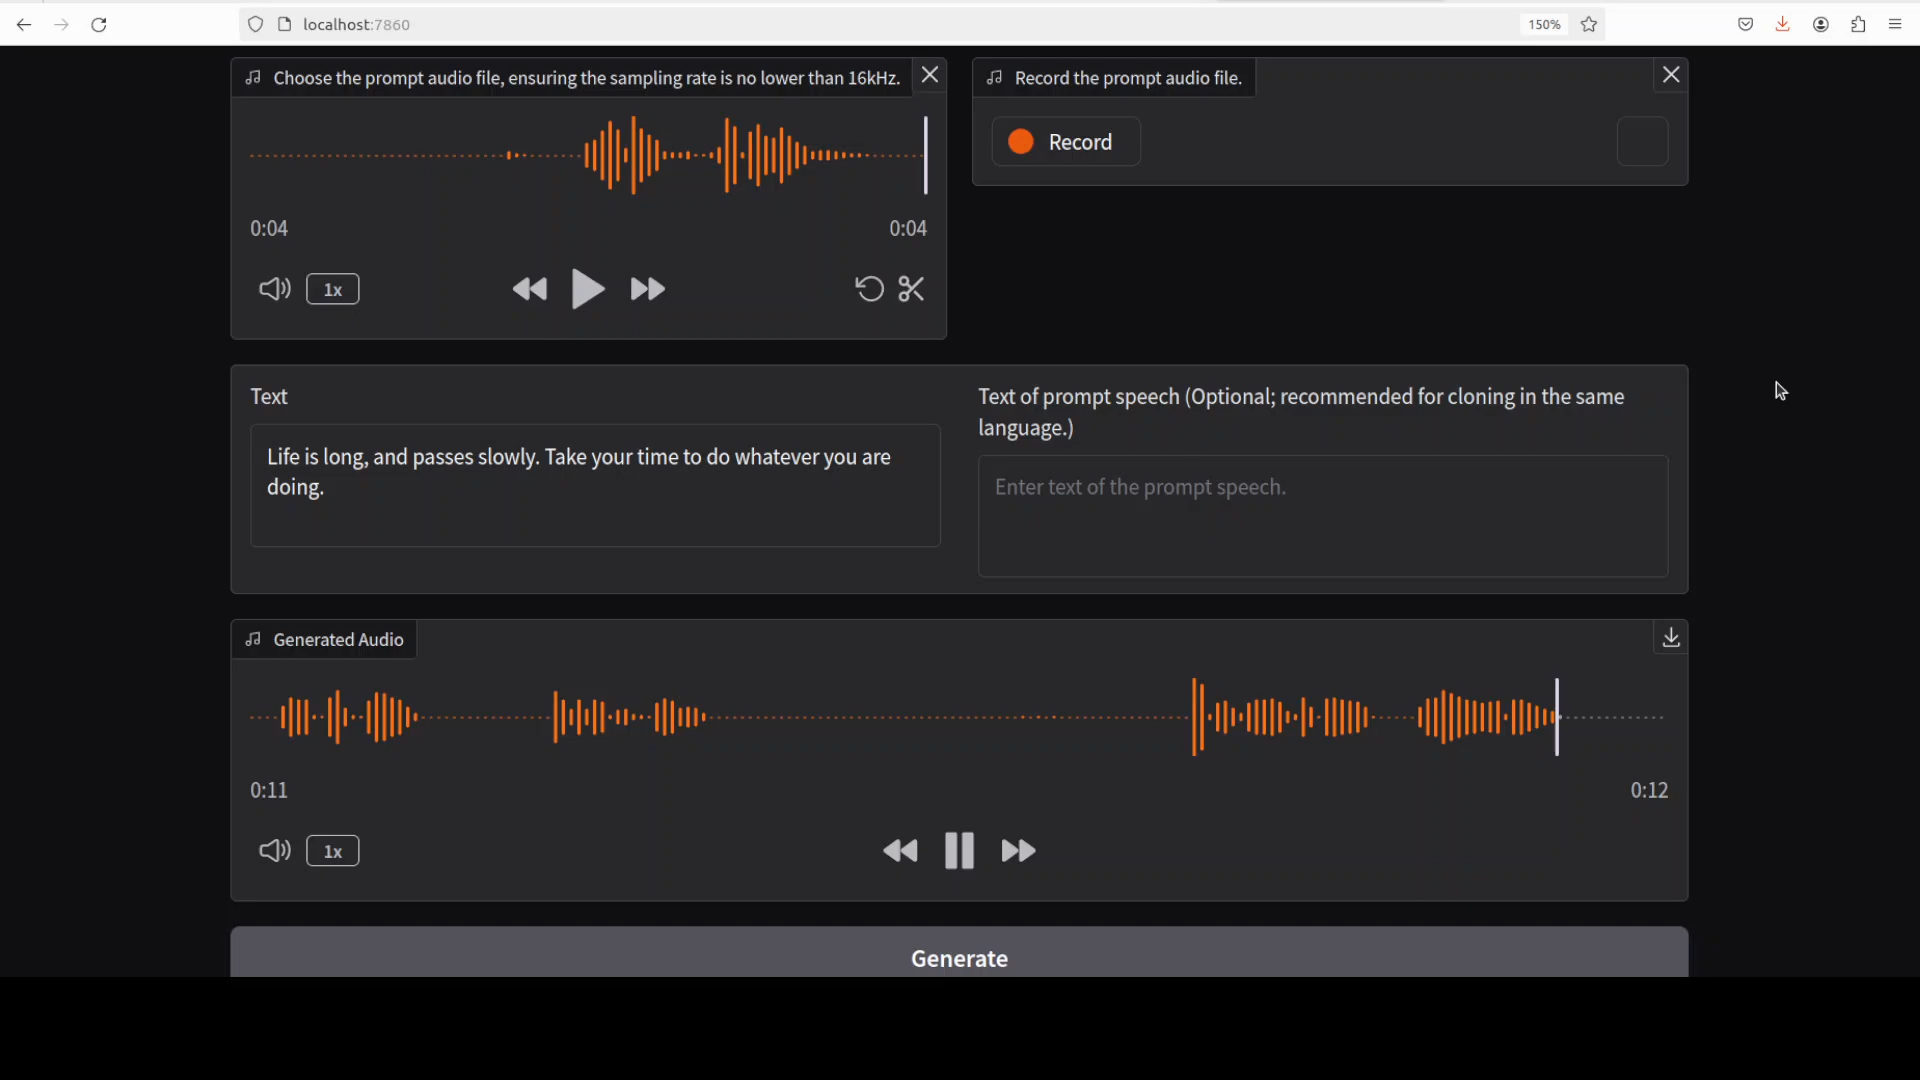 localhost:7860
150%
Choose the prompt audio file, ensuring the sampling rate is no lower than 16kHz.
Record the prompt audio file.
Record
0:04
0:04
1x
Text
Life is long, and passes slowly. Take your time to do whatever you are
doing.
Text of prompt speech (Optional; recommended for cloning in the same
language.)
Enter text of the prompt speech.
Generated Audio
0:11
0:12
1x
Generate